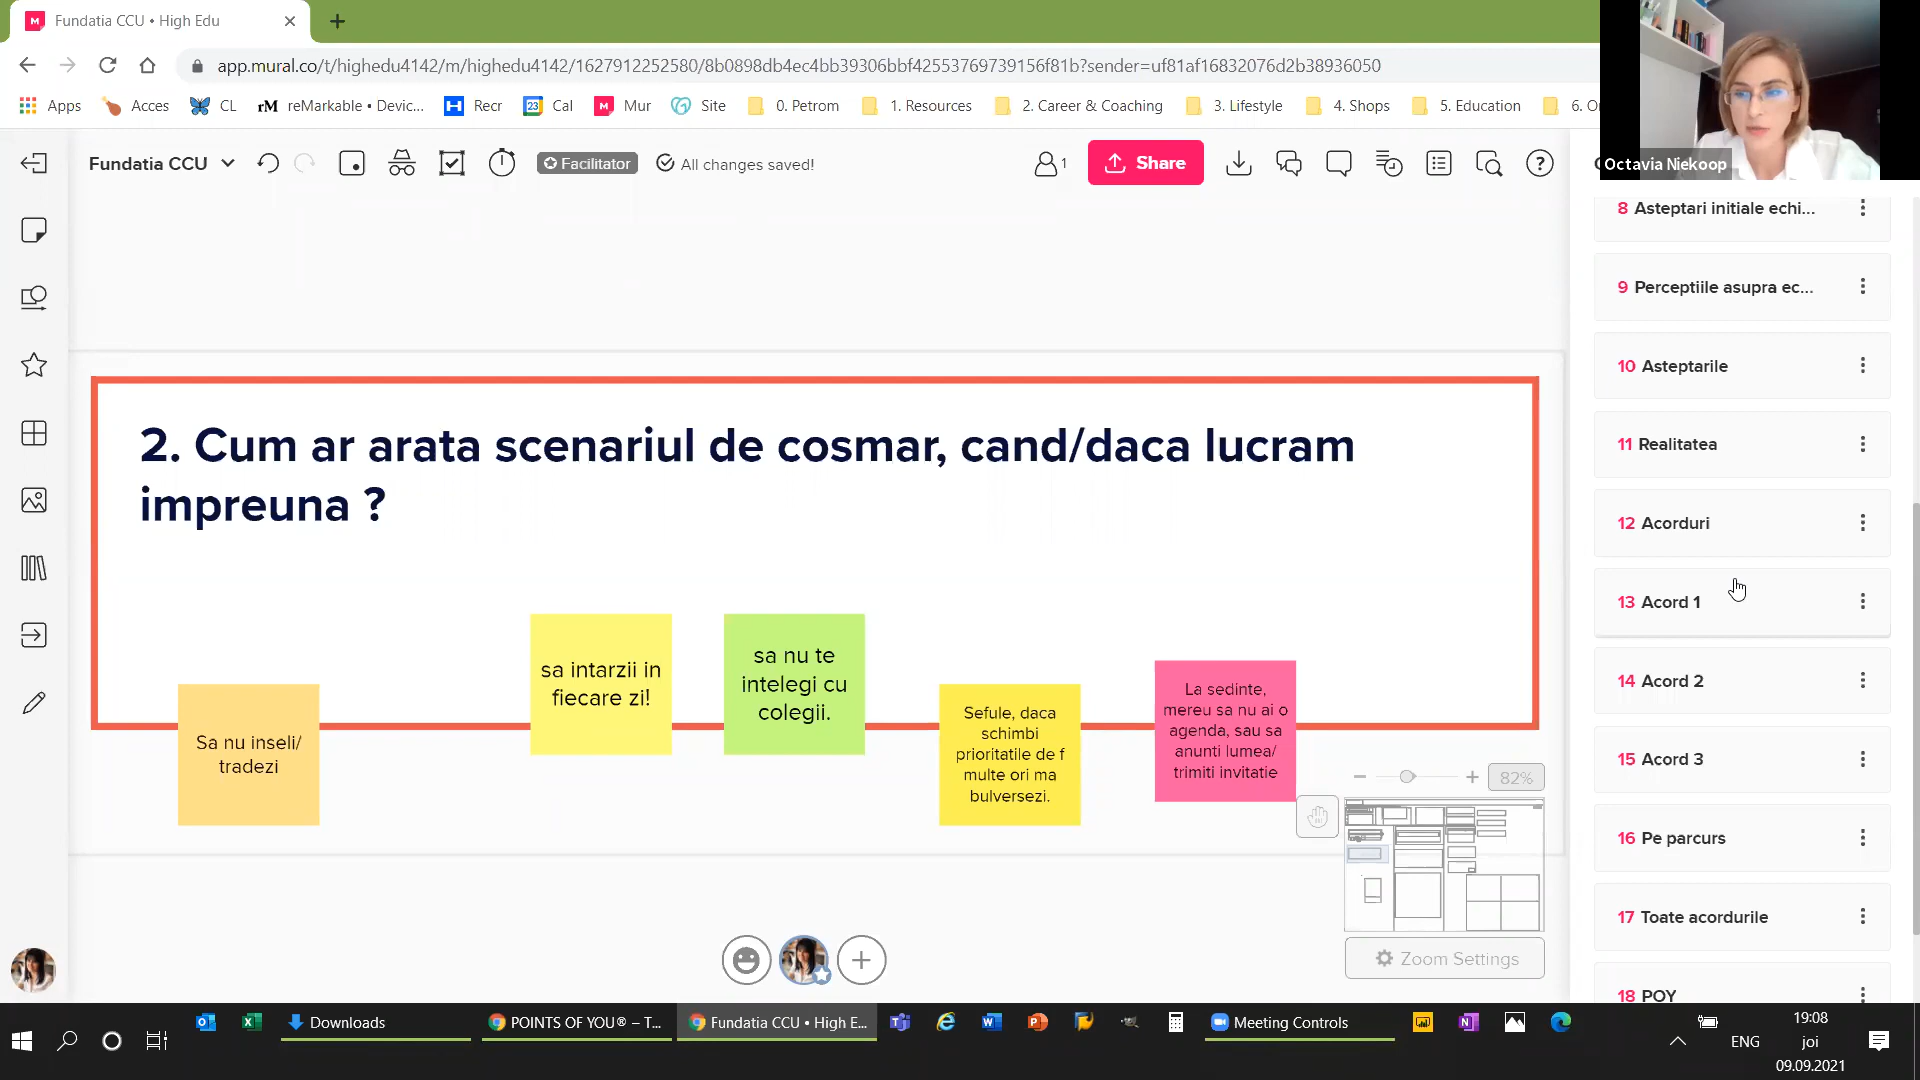 Fundatia CCU • High Edu
app.mural.co/t/highedu4142/m/highedu4142/1627912252580/8b0898db4ec4bb39306bbf42553769739156f81b?sender=uf81af16832076d2b38936050
Apps
Acces
CL
rM reMarkable • Devic...
Recr
23 Cal
Mur
Site
0. Petrom
1. Resources
2. Career & Coaching
3. Lifestyle
4. Shops
5. Education
Octavia Niekoop
Fundatia CCU
Facilitator
All changes saved!
1
Share
2. Cum ar arata scenariul de cosmar, cand/daca lucram
impreuna ?
Sa nu inseli/
tradezi
sa intarzii in
fiecare zi!
sa nu te
intelegi cu
colegii.
Sefule, daca
schimbi
prioritatile de f
multe ori ma
bulversezi.
La sedinte,
mereu sa nu ai o
agenda, sau sa
anunti lumea/
trimiti invitatie
82%
Zoom Settings
8 Asteptari initiale echi...
9 Perceptiile asupra ec...
10 Asteptarile
11 Realitatea
12 Acorduri
13 Acord 1
14 Acord 2
15 Acord 3
16 Pe parcurs
17 Toate acordurile
18 POY
Downloads
POINTS OF YOU® – T...
Fundatia CCU • High E...
Meeting Controls
ENG
19:08
joi
09.09.2021